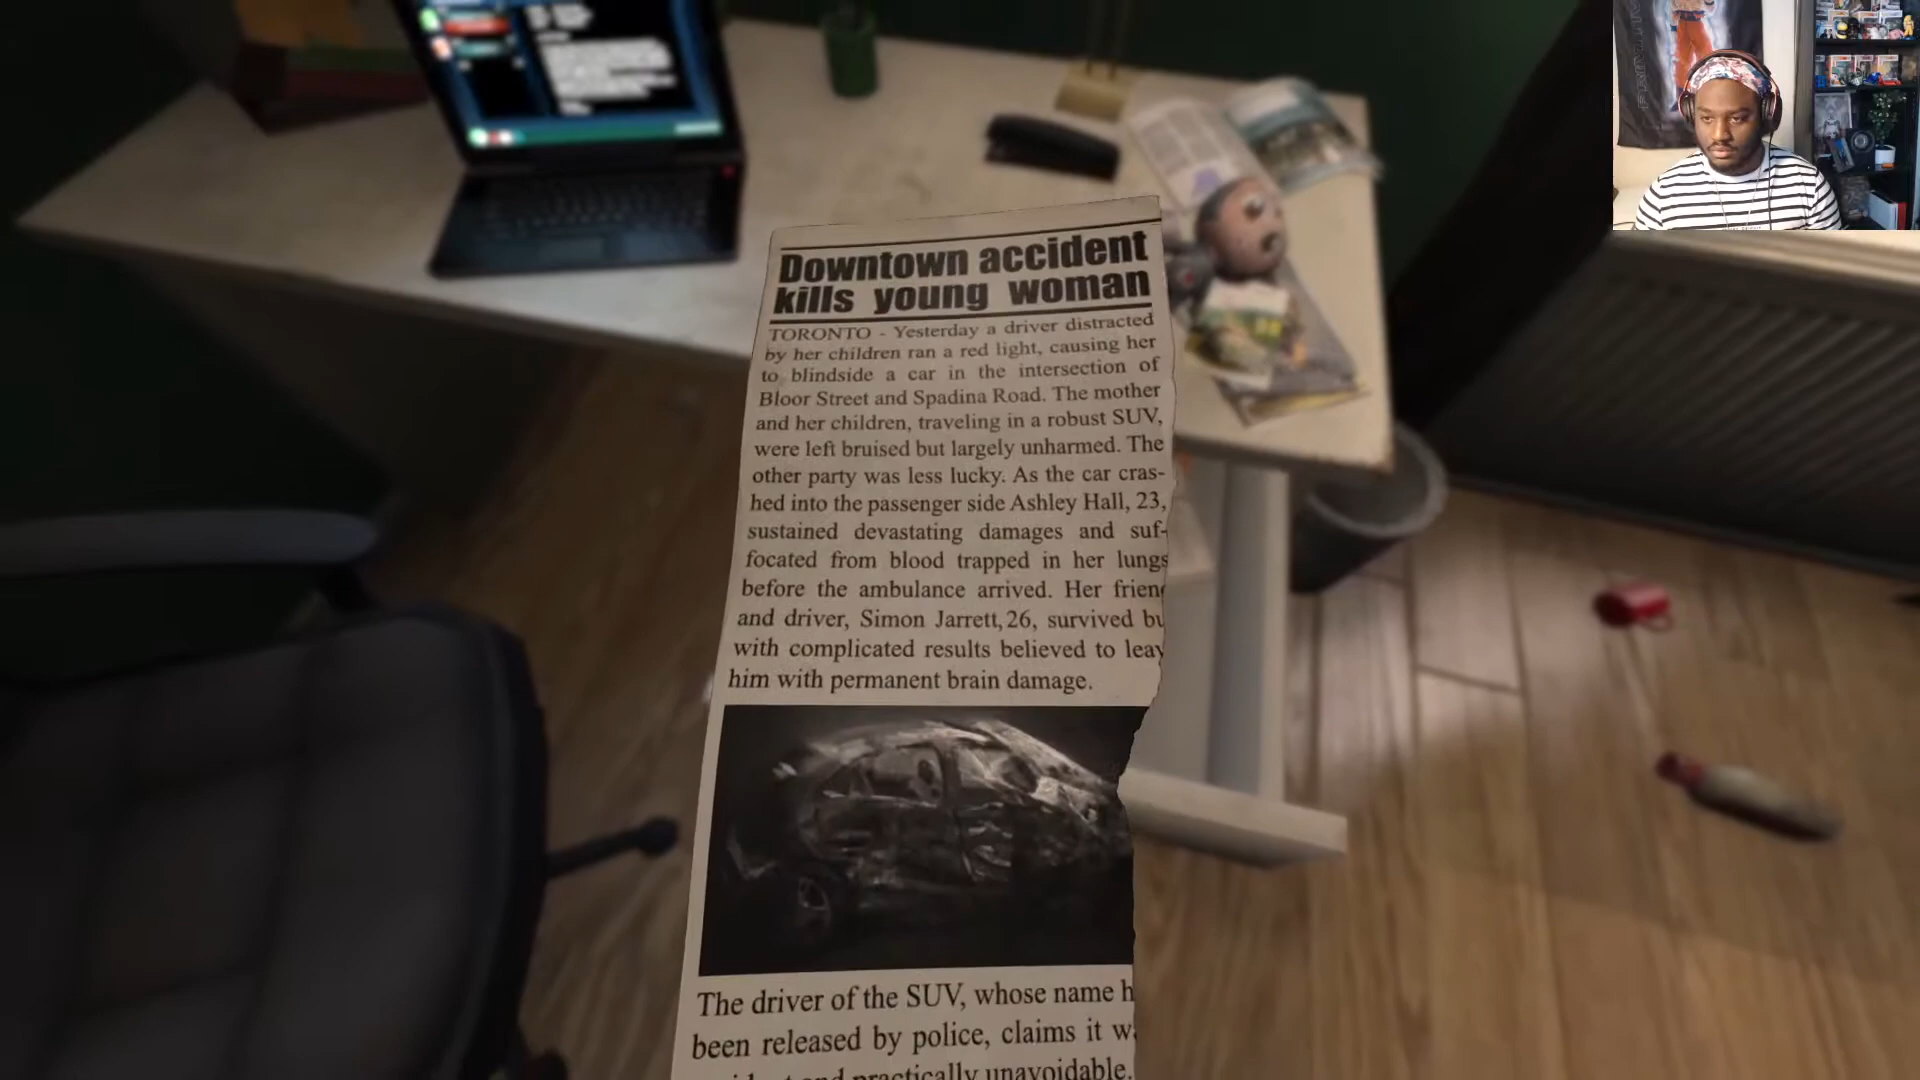 Downtown accident
kills young woman
TORONTO - Yesterday a driver distracted
by her children ran a red light, causing her
to blindside a car in the intersection of
Bloor Street and Spadina Road. The mother
and her children, traveling in a robust SUV,
were left bruised but largely unharmed. The
other party was less lucky. As the car cras-
hed into the passenger side Ashley Hall, 23,
sustained devastating damages and suf-
focated from blood trapped in her lungs
before the ambulance arrived. Her frien
and driver, Simon Jarrett, 26, survived bu
with complicated results believed to leav
him with permanent brain damage.
The driver of the SUV, whose name h
been released by police, claims it w
and practically unavoidable.